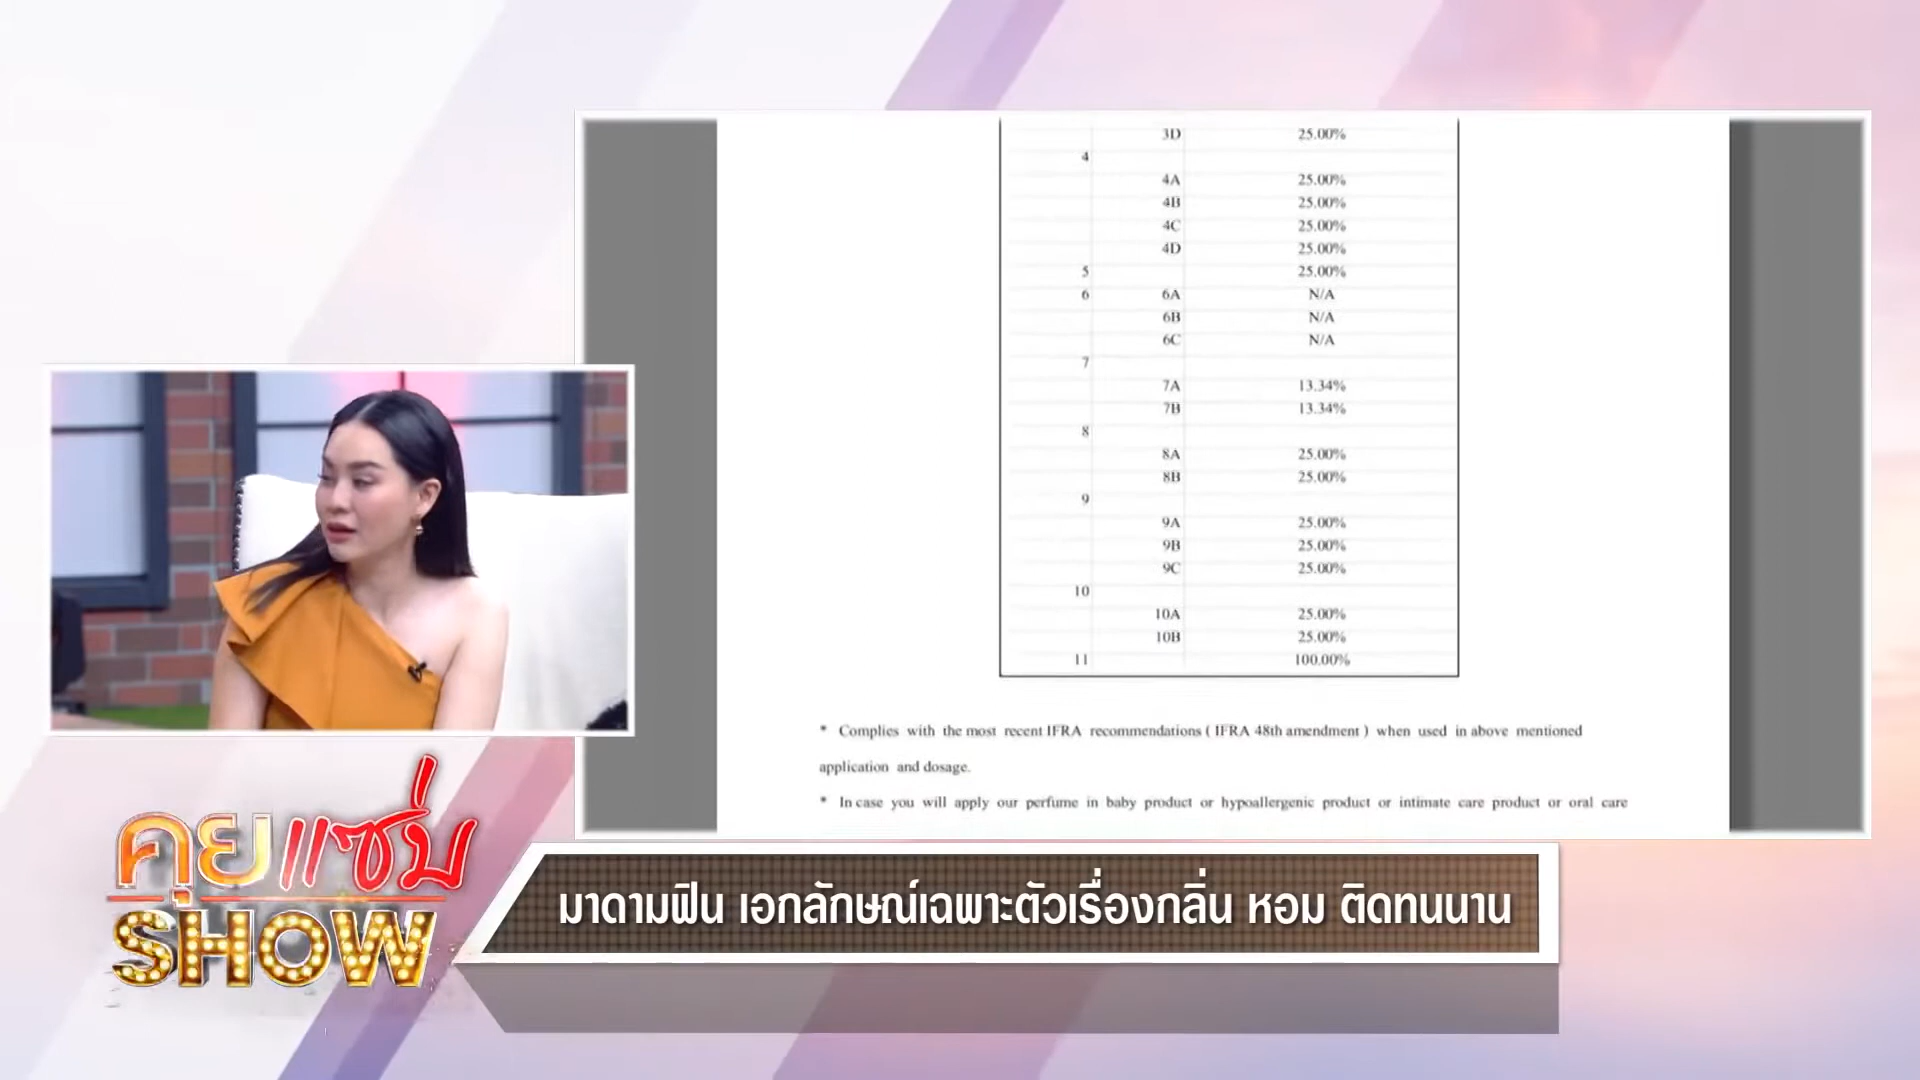 3D 25.00%
4
4A 25.00%
4B 25.00%
4C 25.00%
4D 25.00%
5 25.00%
6 6A N/A
6B N/A
6C N/A
7
7A 13.34%
7B 13.34%
8
8A 25.00%
8B 25.00%
9
9A 25.00%
9B 25.00%
9C 25.00%
10
10A 25.00%
10B 25.00%
11 100.00%
* Complies with the most recent IFRA recommendations ( IFRA 48th amendment ) when used in above mentioned
application and dosage.
* In case you will apply our perfume in baby product or hypoallergenic product or intimate care product or oral care
คุยแซ่บ
SHOW
มาดามฟิน เอกลักษณ์เฉพาะตัวเรื่องกลิ่น หอม ติดทนนาน